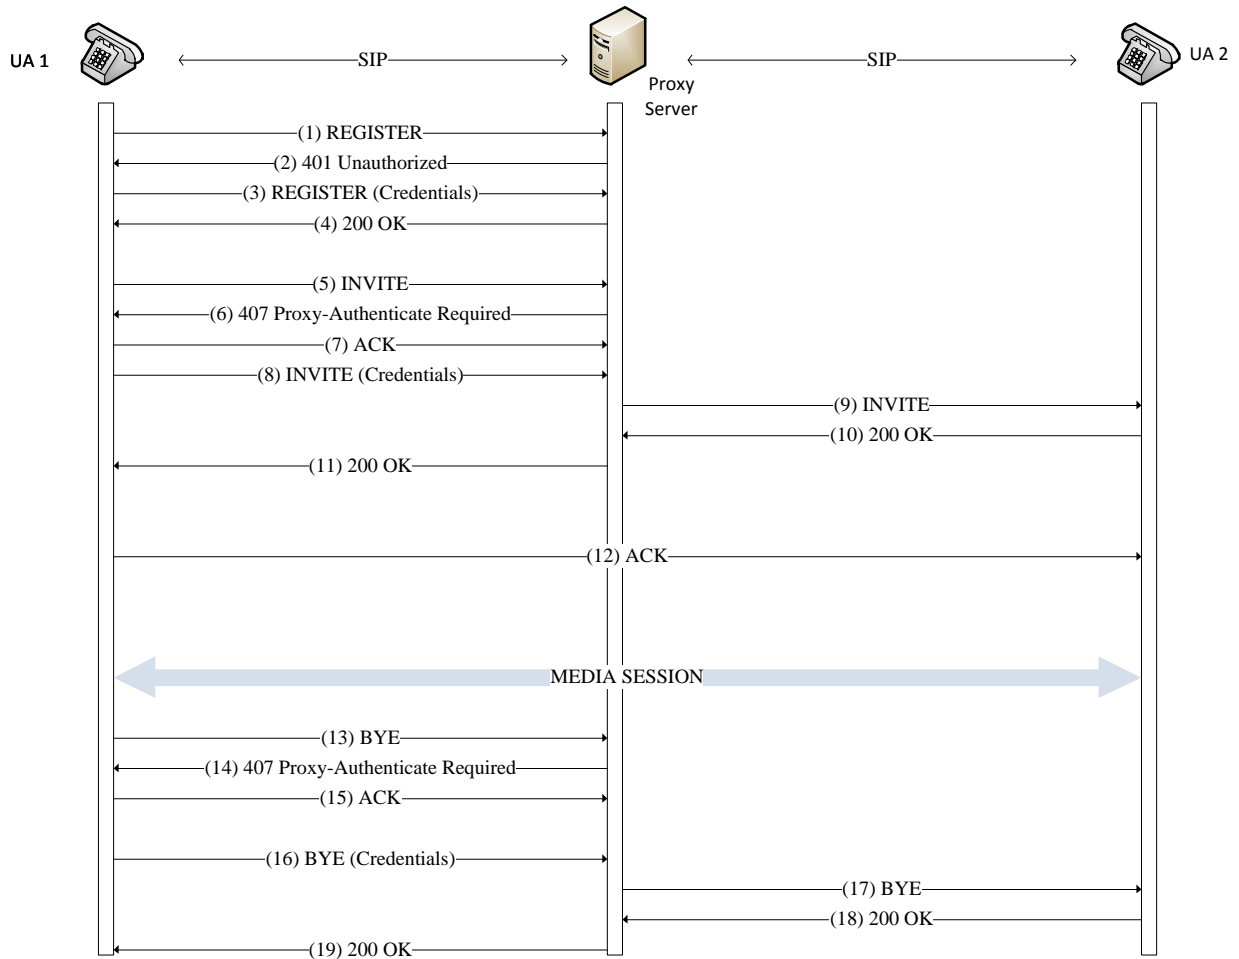 UA 1
SIP
SIP
UA 2
Proxy
Server
(1) REGISTER
(2) 401 Unauthorized
(3) REGISTER (Credentials)
(4) 200 OK
(5) INVITE
(6) 407 Proxy-Authenticate Required
(7) ACK
(8) INVITE (Credentials)
(9) INVITE
(10) 200 OK
(11) 200 OK
(12) ACK
MEDIA SESSION
(13) BYE
(14) 407 Proxy-Authenticate Required
(15) ACK
(16) BYE (Credentials)
(17) BYE
(18) 200 OK
(19) 200 OK